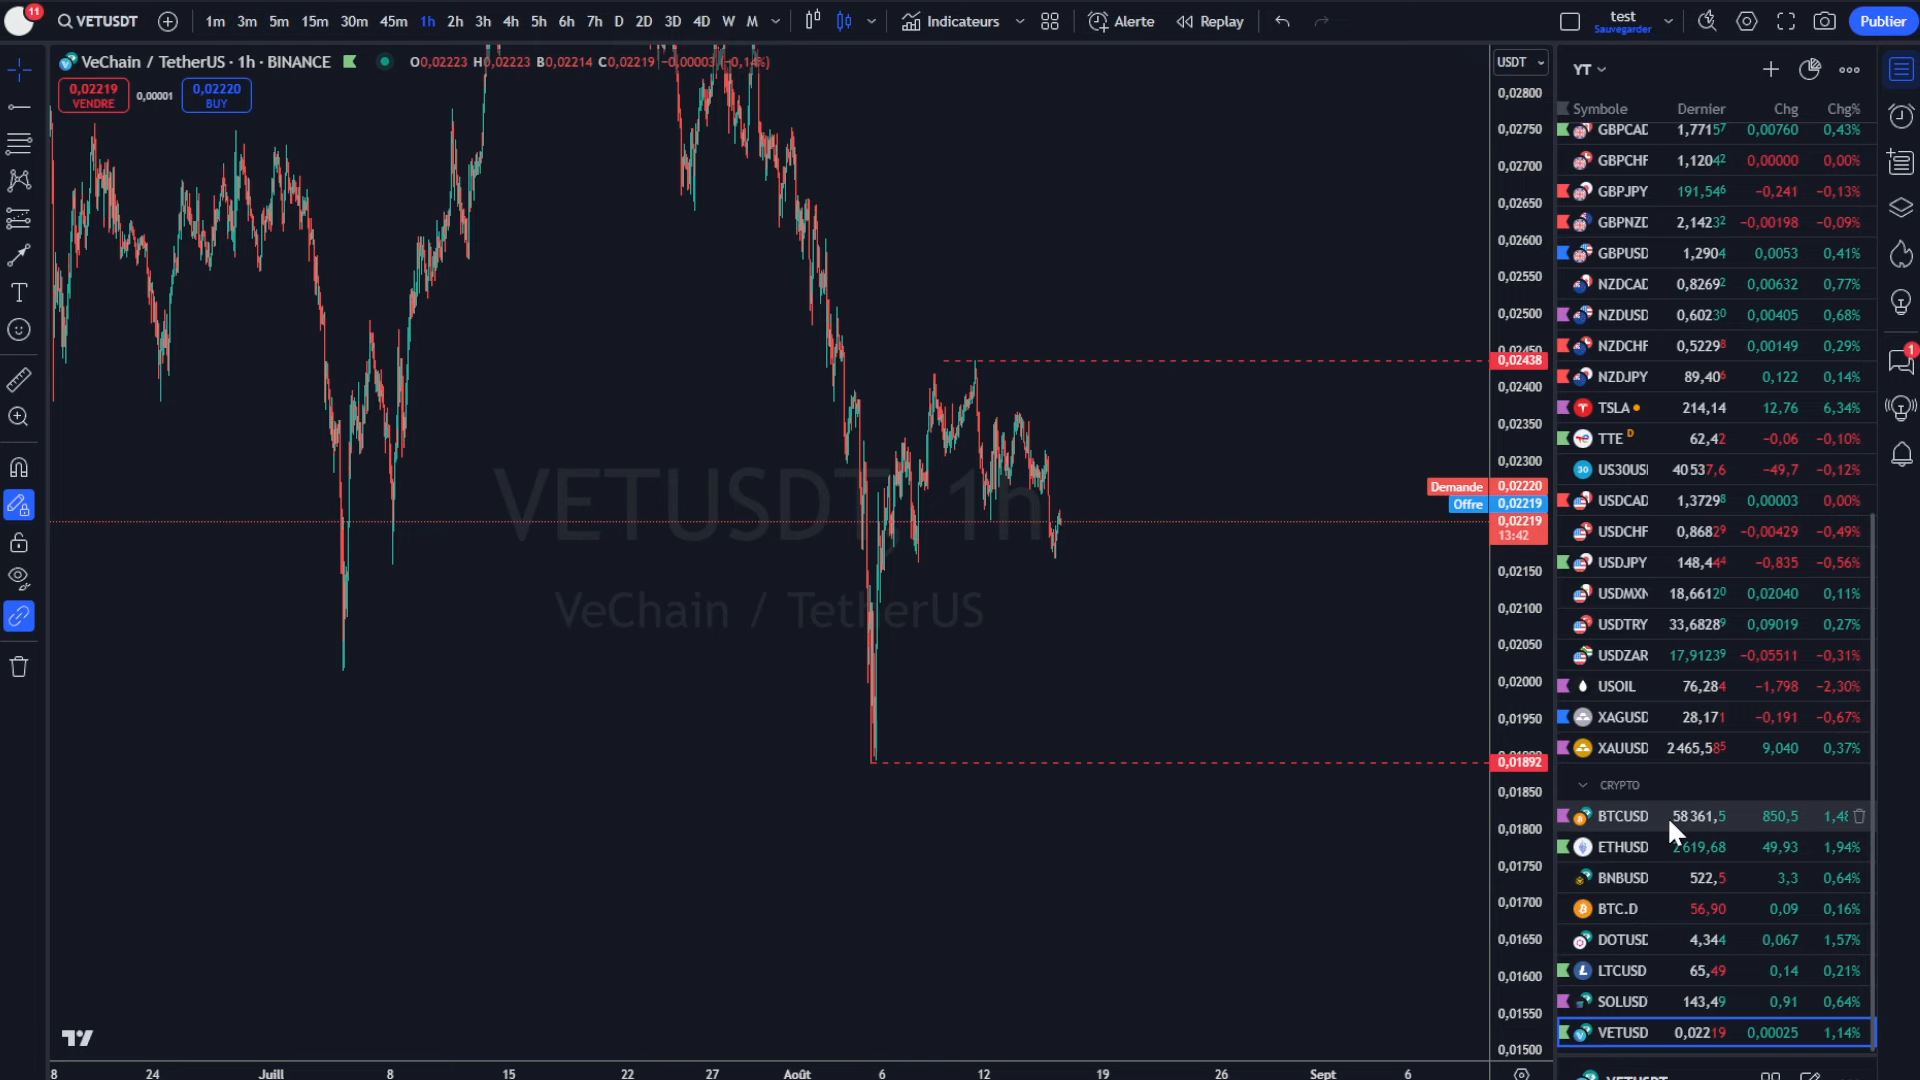 11
VETUSDT
1m 3m 5m 15m 30m 45m 1h 2h 3h 4h 5h 6h 7h D 2D 3D 4D W M
Indicateurs
Alerte
Replay
test
Sauvegarder
Publier
VeChain / TetherUS · 1h · BINANCE
O0,02223 H0,02223 B0,02214 C0,02219 −0,00003 (−0,14%)
0,02219
VENDRE
0,00001
0,02220
BUY
USDT
0,02800
0,02750
0,02700
0,02650
0,02600
0,02550
0,02500
0,02450
0,02438
0,02400
0,02350
0,02300
Demande 0,02220
Offre 0,02219
0,02219
13:42
0,02150
0,02100
0,02050
0,02000
0,01950
0,01892
0,01850
0,01800
0,01750
0,01700
0,01650
0,01600
0,01550
0,01500
VETUSDT, 1h
VeChain / TetherUS
8 24 Juill 8 15 22 27 Août 6 12 19 26 Sept 6
YT
Symbole Dernier Chg Chg%
GBPCAD 1,77157 0,00760 0,43%
GBPCHF 1,12042 0,00000 0,00%
GBPJPY 191,546 −0,241 −0,13%
GBPNZD 2,14232 −0,00198 −0,09%
GBPUSD 1,2904 0,0053 0,41%
NZDCAD 0,82692 0,00632 0,77%
NZDUSD 0,60230 0,00405 0,68%
NZDCHF 0,52298 0,00149 0,29%
NZDJPY 89,406 0,122 0,14%
TSLA 214,14 12,76 6,34%
TTE D 62,42 −0,06 −0,10%
30 US30USI 40 537,6 −49,7 −0,12%
USDCAD 1,37298 0,00003 0,00%
USDCHF 0,86829 −0,00429 −0,49%
USDJPY 148,444 −0,835 −0,56%
USDMXN 18,66120 0,02040 0,11%
USDTRY 33,68289 0,09019 0,27%
USDZAR 17,91239 −0,05511 −0,31%
USOIL 76,284 −1,798 −2,30%
XAGUSD 28,171 −0,191 −0,67%
XAUUSD 2 465,585 9,040 0,37%
CRYPTO
BTCUSD 58 361,5 850,5 1,48
ETHUSD 2 619,68 49,93 1,94%
BNBUSD 522,5 3,3 0,64%
BTC.D 56,90 0,09 0,16%
DOTUSD 4,344 0,067 1,57%
LTCUSD 65,49 0,14 0,21%
SOLUSD 143,49 0,91 0,64%
VETUSD 0,02219 0,00025 1,14%
VETUSDT
1